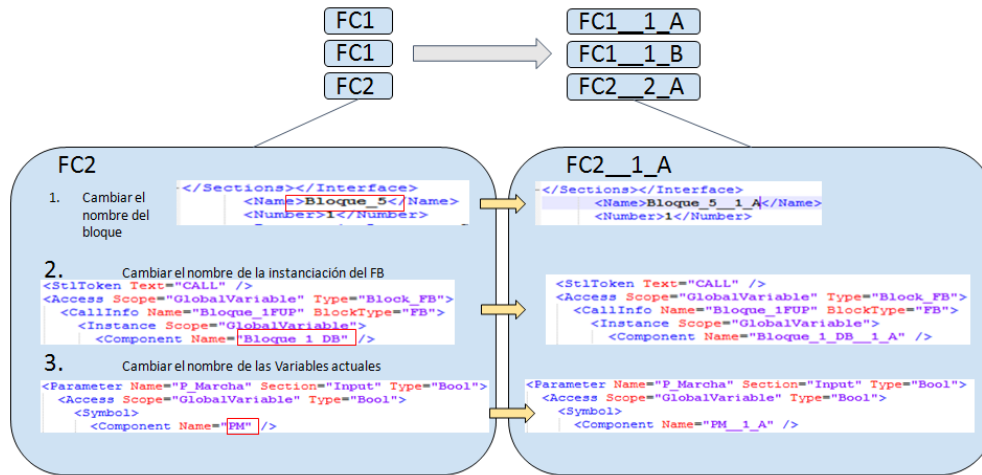 FC1
FC1
FC2
FC1__1_A
FC1__1_B
FC2__2_A
FC2
1. Cambiar el
nombre del
bloque
</Sections></Interface>
<Name>Bloque_5</Name>
<Number>1</Number>
2. Cambiar el nombre de la instanciación del FB
<StlToken Text="CALL" />
<Access Scope="GlobalVariable" Type="Block_FB">
<CallInfo Name="Bloque_1FUP" BlockType="FB">
<Instance Scope="GlobalVariable">
<Component Name="Bloque_1_DB" />
3. Cambiar el nombre de las Variables actuales
<Parameter Name="P_Marcha" Section="Input" Type="Bool">
<Access Scope="GlobalVariable" Type="Bool">
<Symbol>
<Component Name="PM" />
FC2__1_A
</Sections></Interface>
<Name>Bloque_5__1_A</Name>
<Number>1</Number>
<StlToken Text="CALL" />
<Access Scope="GlobalVariable" Type="Block_FB">
<CallInfo Name="Bloque_1FUP" BlockType="FB">
<Instance Scope="GlobalVariable">
<Component Name="Bloque_1_DB__1_A" />
<Parameter Name="P_Marcha" Section="Input" Type="Bool">
<Access Scope="GlobalVariable" Type="Bool">
<Symbol>
<Component Name="PM__1_A" />